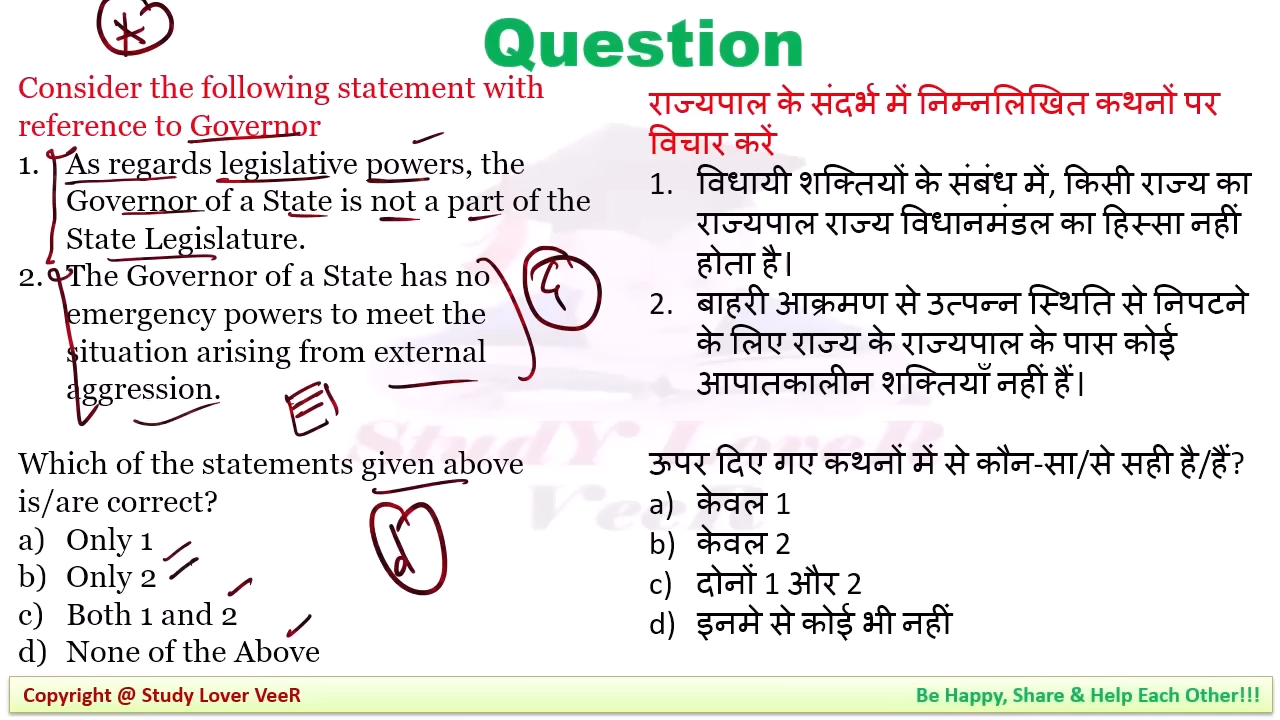 Question
Consider the following statement with
reference to Governor
1. As regards legislative powers, the
Governor of a State is not a part of the
State Legislature.
2. The Governor of a State has no
emergency powers to meet the
situation arising from external
aggression.
Which of the statements given above
is/are correct?
a) Only 1
b) Only 2
c) Both 1 and 2
d) None of the Above
d
राज्यपाल के संदर्भ में निम्नलिखित कथनों पर
विचार करें
1. विधायी शक्तियों के संबंध में, किसी राज्य का
राज्यपाल राज्य विधानमंडल का हिस्सा नहीं
होता है।
2. बाहरी आक्रमण से उत्पन्न स्थिति से निपटने
के लिए राज्य के राज्यपाल के पास कोई
आपातकालीन शक्तियाँ नहीं हैं।
ऊपर दिए गए कथनों में से कौन-सा/से सही है/हैं?
a) केवल 1
b) केवल 2
c) दोनों 1 और 2
d) इनमे से कोई भी नहीं
StudY LoveR
VeeR
Copyright @ Study Lover VeeR
Be Happy, Share & Help Each Other!!!